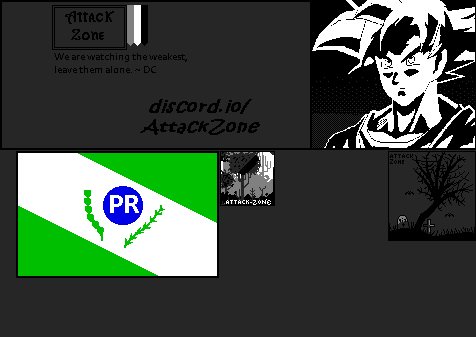 Attack
Zone
We are watching the weakest,
leave them alone. ~ DC
discord.io/
AttackZone
PR
ATTACK-ZONE
ATTACK
ZONE